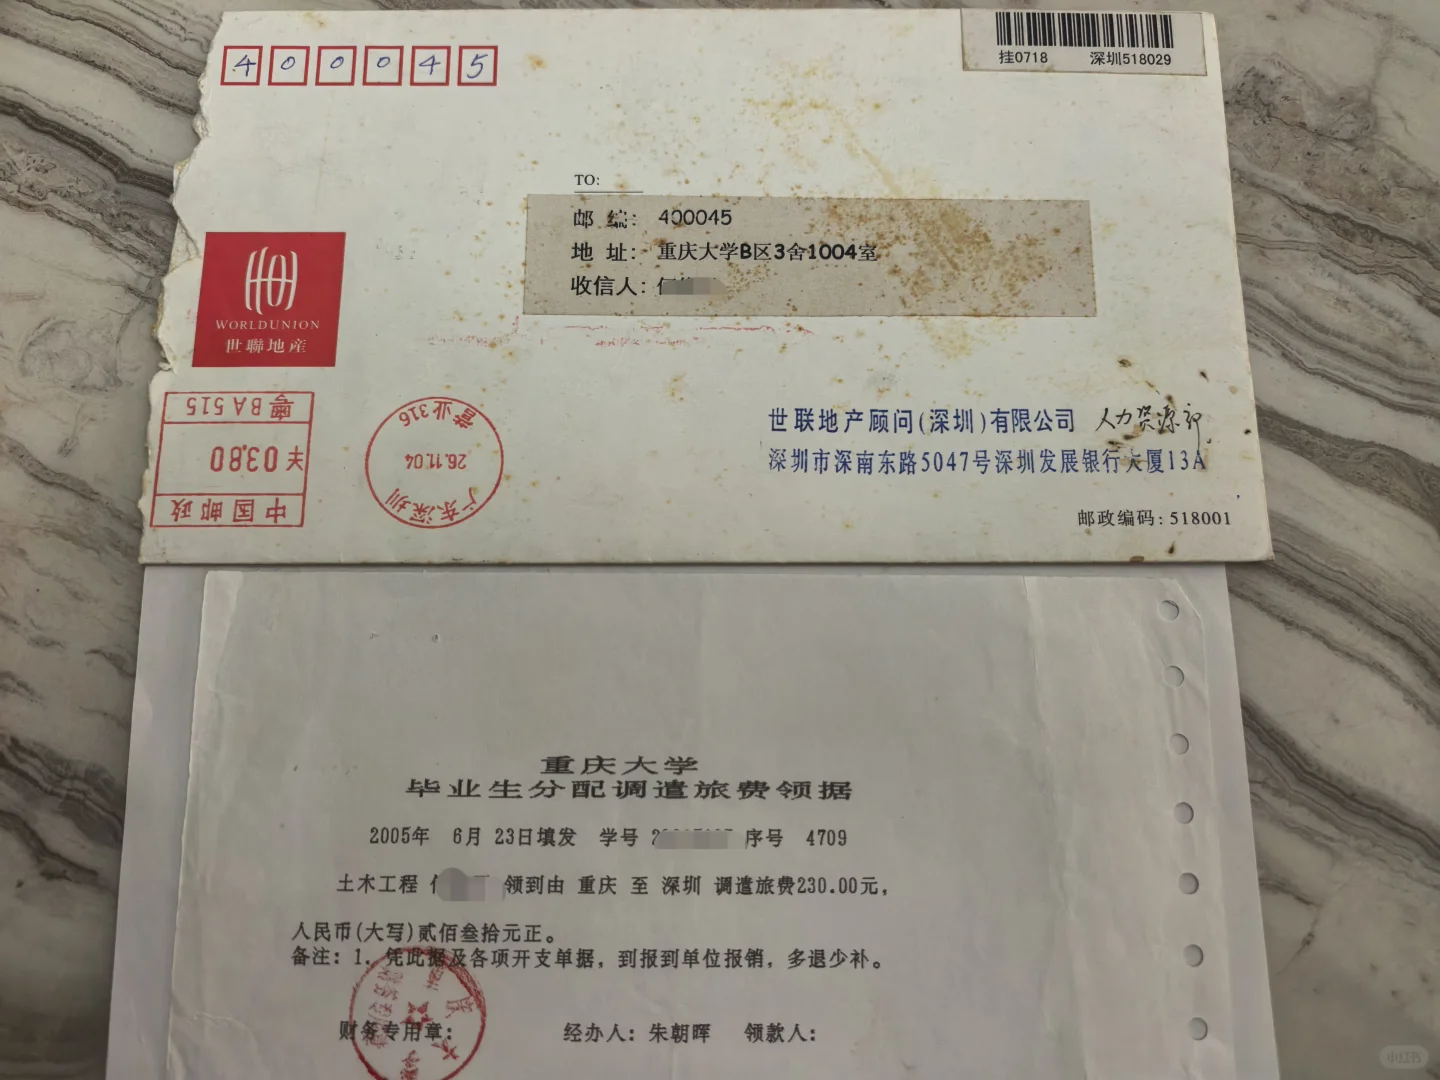 400045
挂0718 深圳518029
TO:
邮 编: 400045
地 址: 重庆大学B区3舍1004室
收信人:
WORLDUNION
世聯地産
粤BA515
¥0380
中国邮政
营业316
26.11.04
广东深圳
世联地产顾问(深圳)有限公司 人力资源部
深圳市深南东路5047号深圳发展银行大厦13A
邮政编码: 518001
重庆大学
毕业生分配调遣旅费领据
2005年 6月 23日填发 学号 序号 4709
土木工程 领到由 重庆 至 深圳 调遣旅费230.00元,
人民币(大写)贰佰叁拾元正。
备注: 1. 凭此据及各项开支单据, 到报到单位报销, 多退少补。
财务专用章: 经办人: 朱朝晖 领款人:
小红书